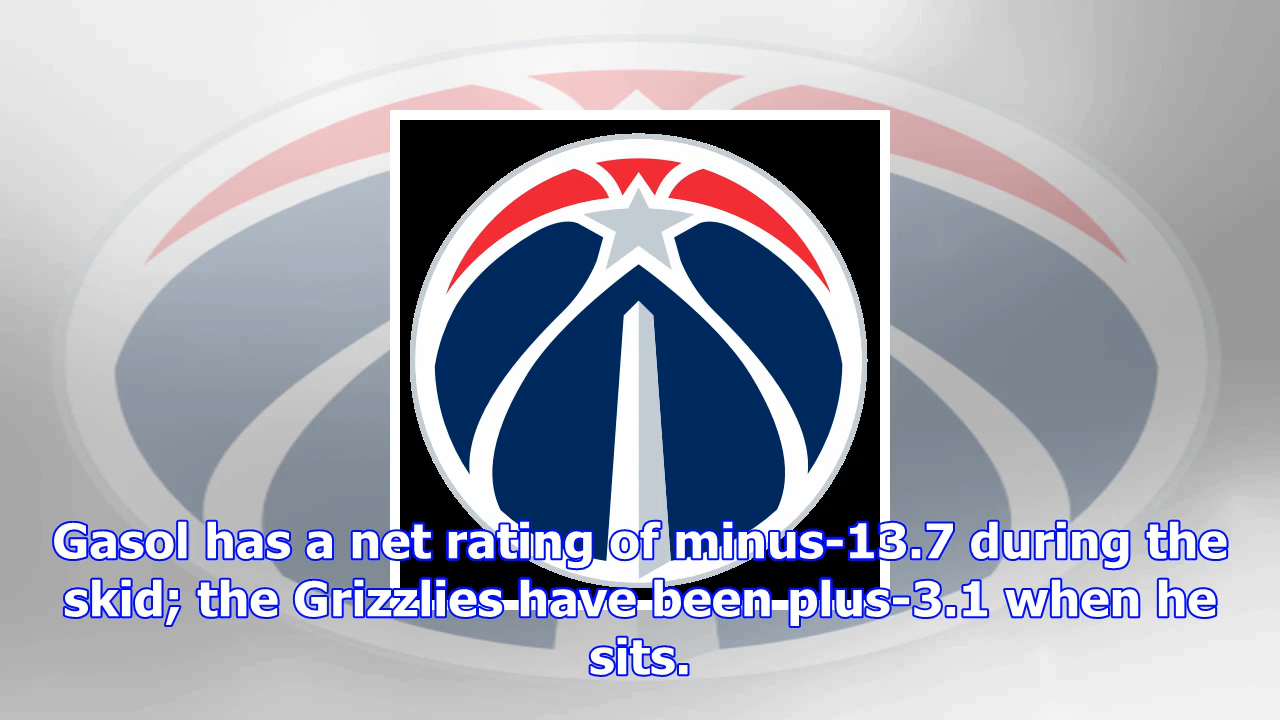 Gasol has a net rating of minus-13.7 during the
skid; the Grizzlies have been plus-3.1 when he
sits.